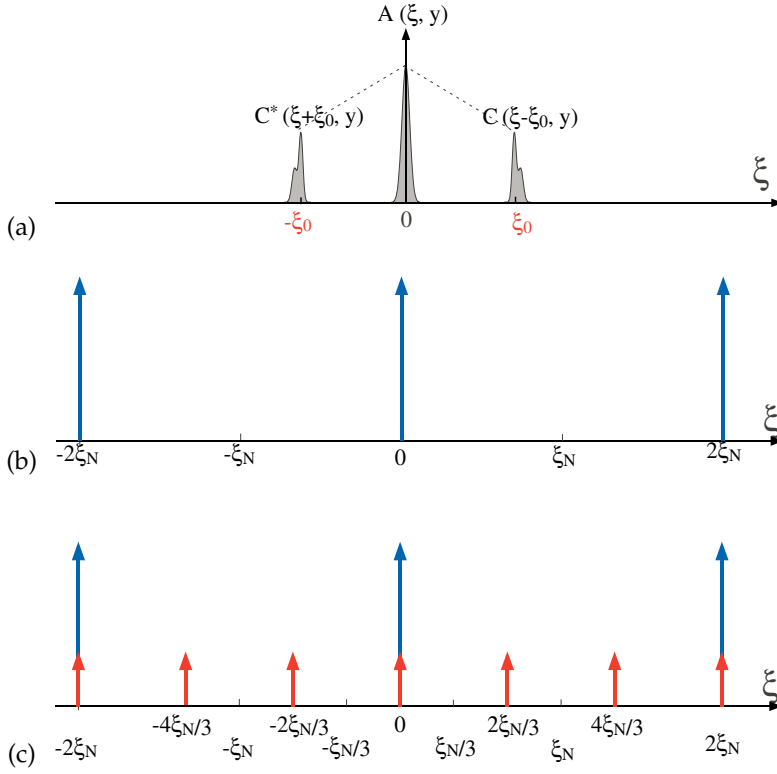 A (ξ, y)
C* (ξ+ξ₀, y) C (ξ-ξ₀, y)
ξ
(a) -ξ₀ 0 ξ₀
ξ
(b) -2ξN -ξN 0 ξN 2ξN
ξ
-4ξN/3 -2ξN/3 0 2ξN/3 4ξN/3
(c) -2ξN -ξN -ξN/3 ξN/3 ξN 2ξN